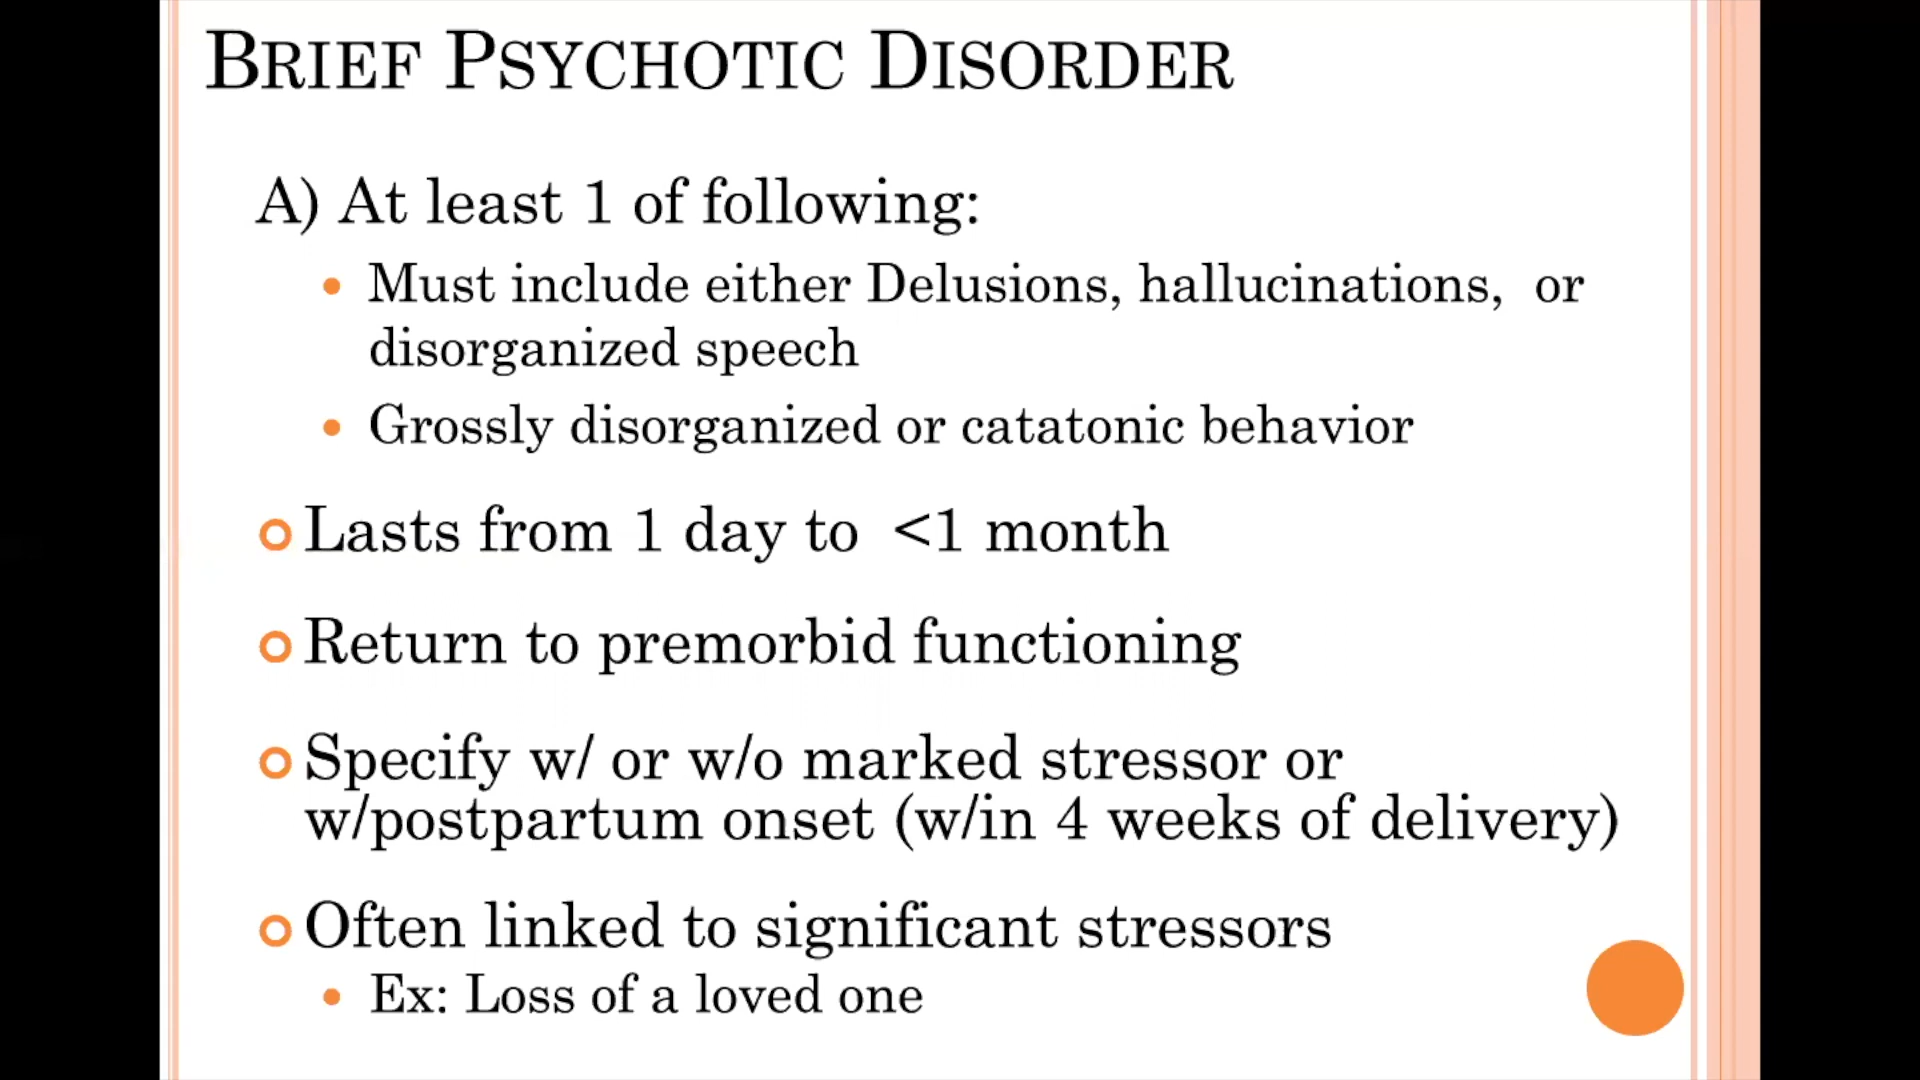 BRIEF PSYCHOTIC DISORDER
A) At least 1 of following:
• Must include either Delusions, hallucinations, or
disorganized speech
• Grossly disorganized or catatonic behavior
Lasts from 1 day to <1 month
Return to premorbid functioning
Specify w/ or w/o marked stressor or
w/postpartum onset (w/in 4 weeks of delivery)
Often linked to significant stressors
• Ex: Loss of a loved one